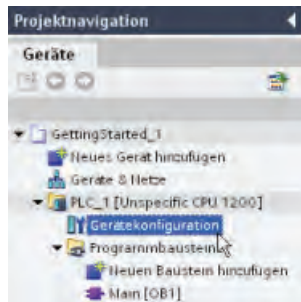 Projektnavigation
Geräte
GettingStarted_1
Neues Gerät hinzufügen
Geräte & Netze
PLC_1 [Unspecific CPU 1200]
Gerätekonfiguration
Programmbausteine
Neuen Baustein hinzufügen
Main [OB1]